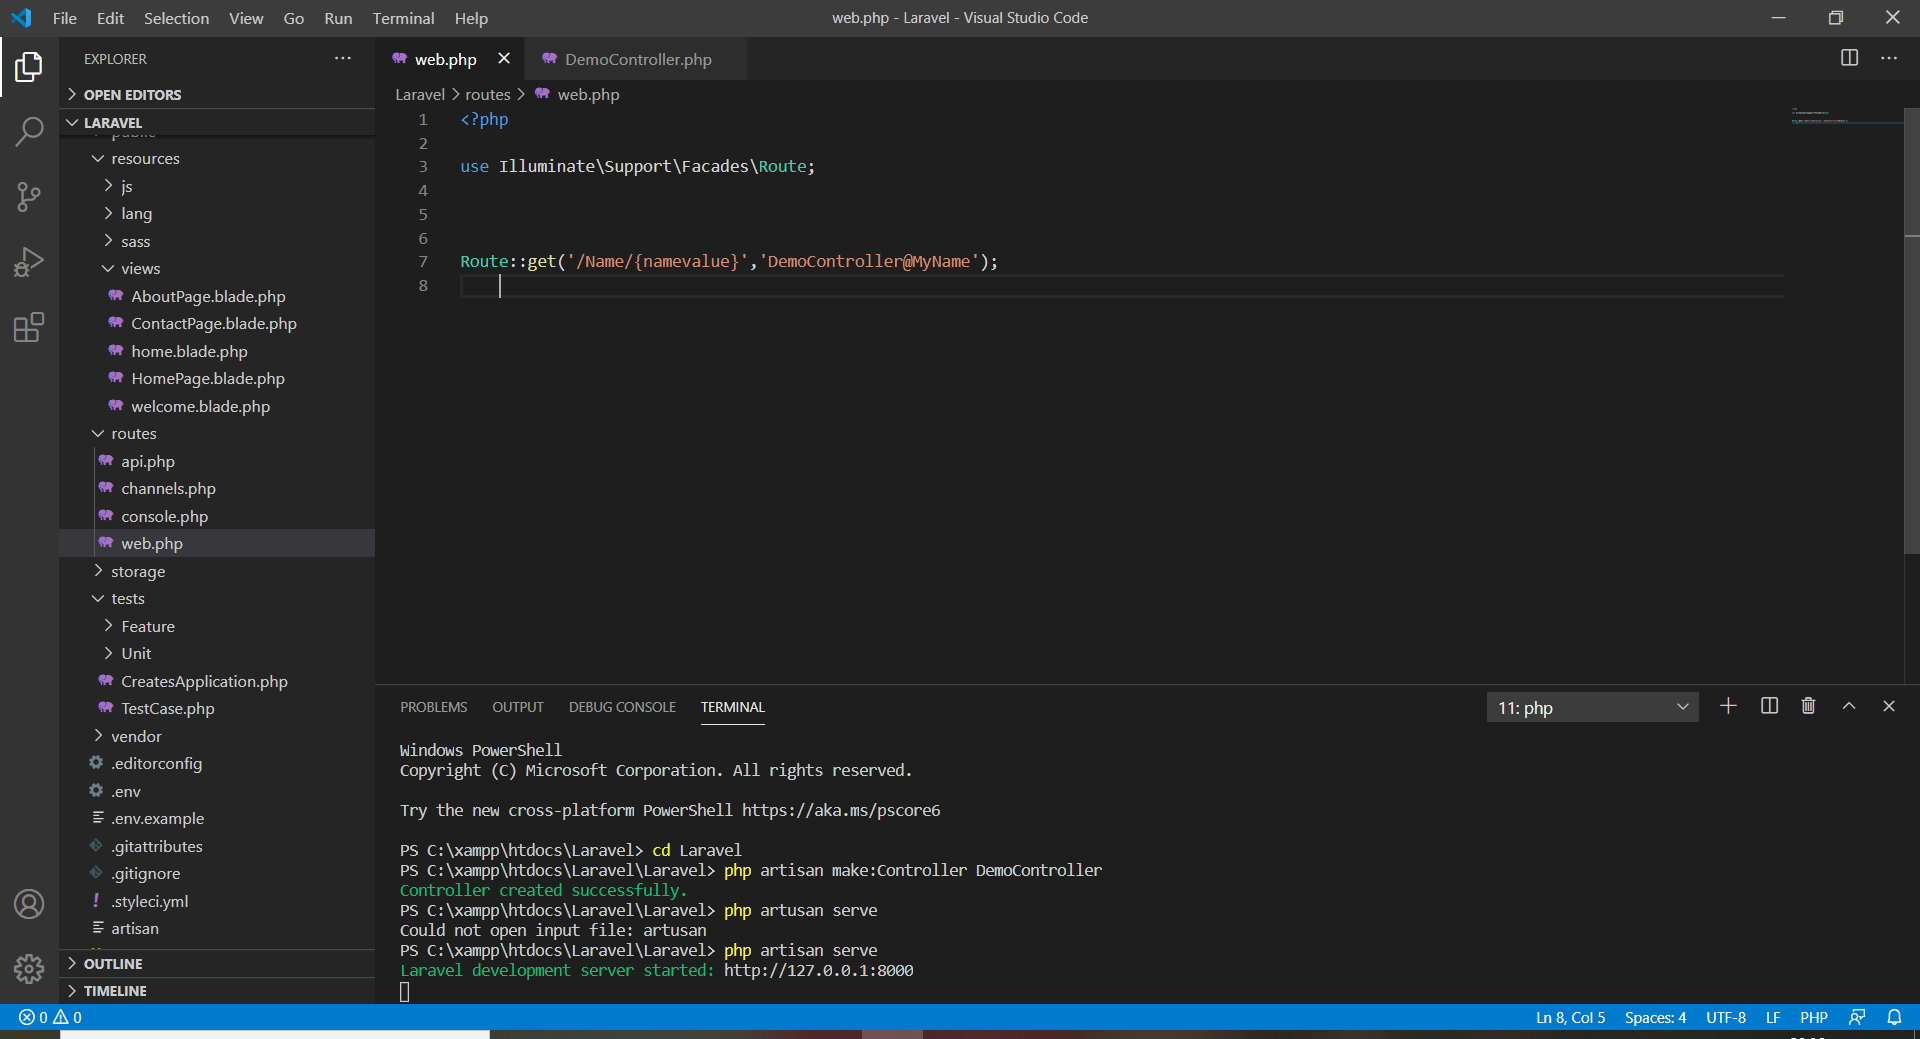 File Edit Selection View Go Run Terminal Help
web.php - Laravel - Visual Studio Code
EXPLORER
OPEN EDITORS
LARAVEL
public
resources
js
lang
sass
views
AboutPage.blade.php
ContactPage.blade.php
home.blade.php
HomePage.blade.php
welcome.blade.php
routes
api.php
channels.php
console.php
web.php
storage
tests
Feature
Unit
CreatesApplication.php
TestCase.php
vendor
.editorconfig
.env
.env.example
.gitattributes
.gitignore
.styleci.yml
artisan
OUTLINE
TIMELINE
web.php
DemoController.php
Laravel > routes > web.php
1 <?php
2
3 use Illuminate\Support\Facades\Route;
4
5
6
7 Route::get('/Name/{namevalue}','DemoController@MyName');
8
PROBLEMS OUTPUT DEBUG CONSOLE TERMINAL
11: php
Windows PowerShell
Copyright (C) Microsoft Corporation. All rights reserved.
Try the new cross-platform PowerShell https://aka.ms/pscore6
PS C:\xampp\htdocs\Laravel> cd Laravel
PS C:\xampp\htdocs\Laravel\Laravel> php artisan make:Controller DemoController
Controller created successfully.
PS C:\xampp\htdocs\Laravel\Laravel> php artusan serve
Could not open input file: artusan
PS C:\xampp\htdocs\Laravel\Laravel> php artisan serve
Laravel development server started: http://127.0.0.1:8000
0 0
Ln 8, Col 5 Spaces: 4 UTF-8 LF PHP